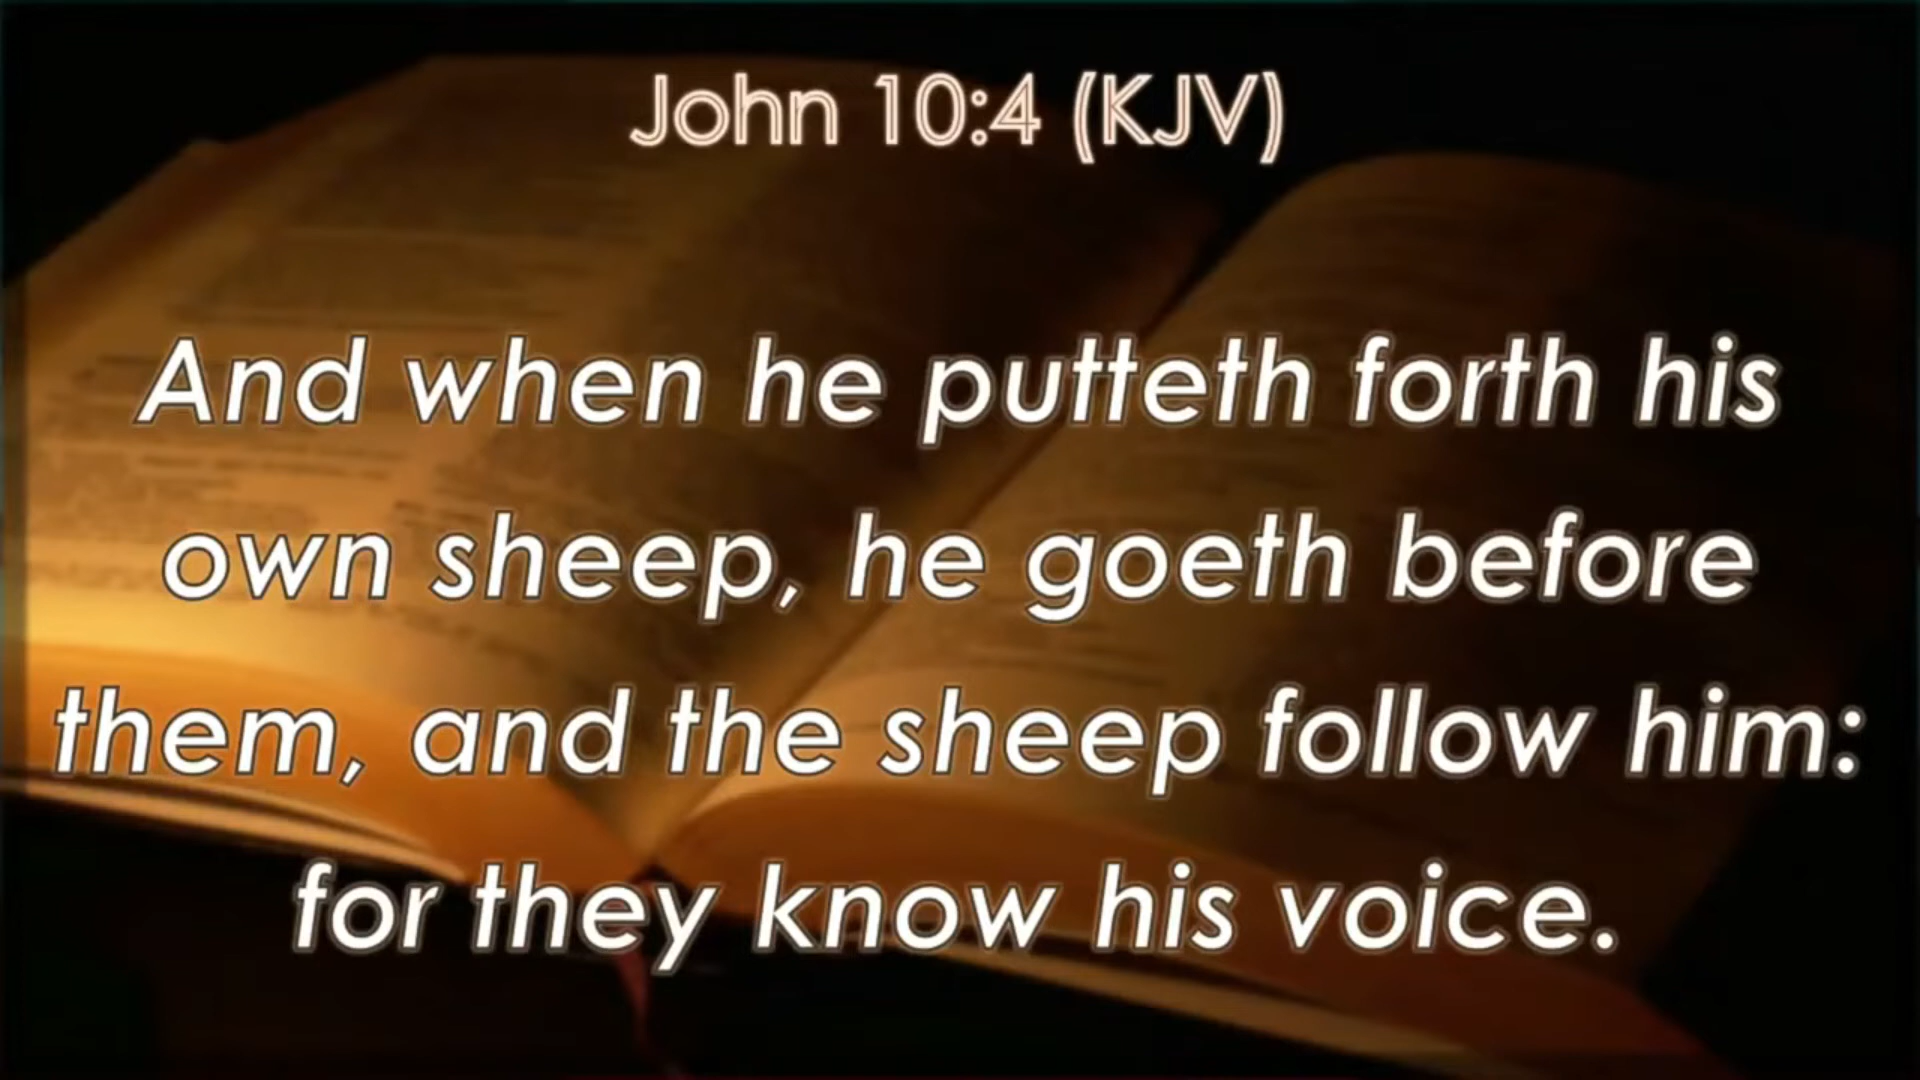 John 10:4 (KJV)
And when he putteth forth his
own sheep, he goeth before
them, and the sheep follow him:
for they know his voice.